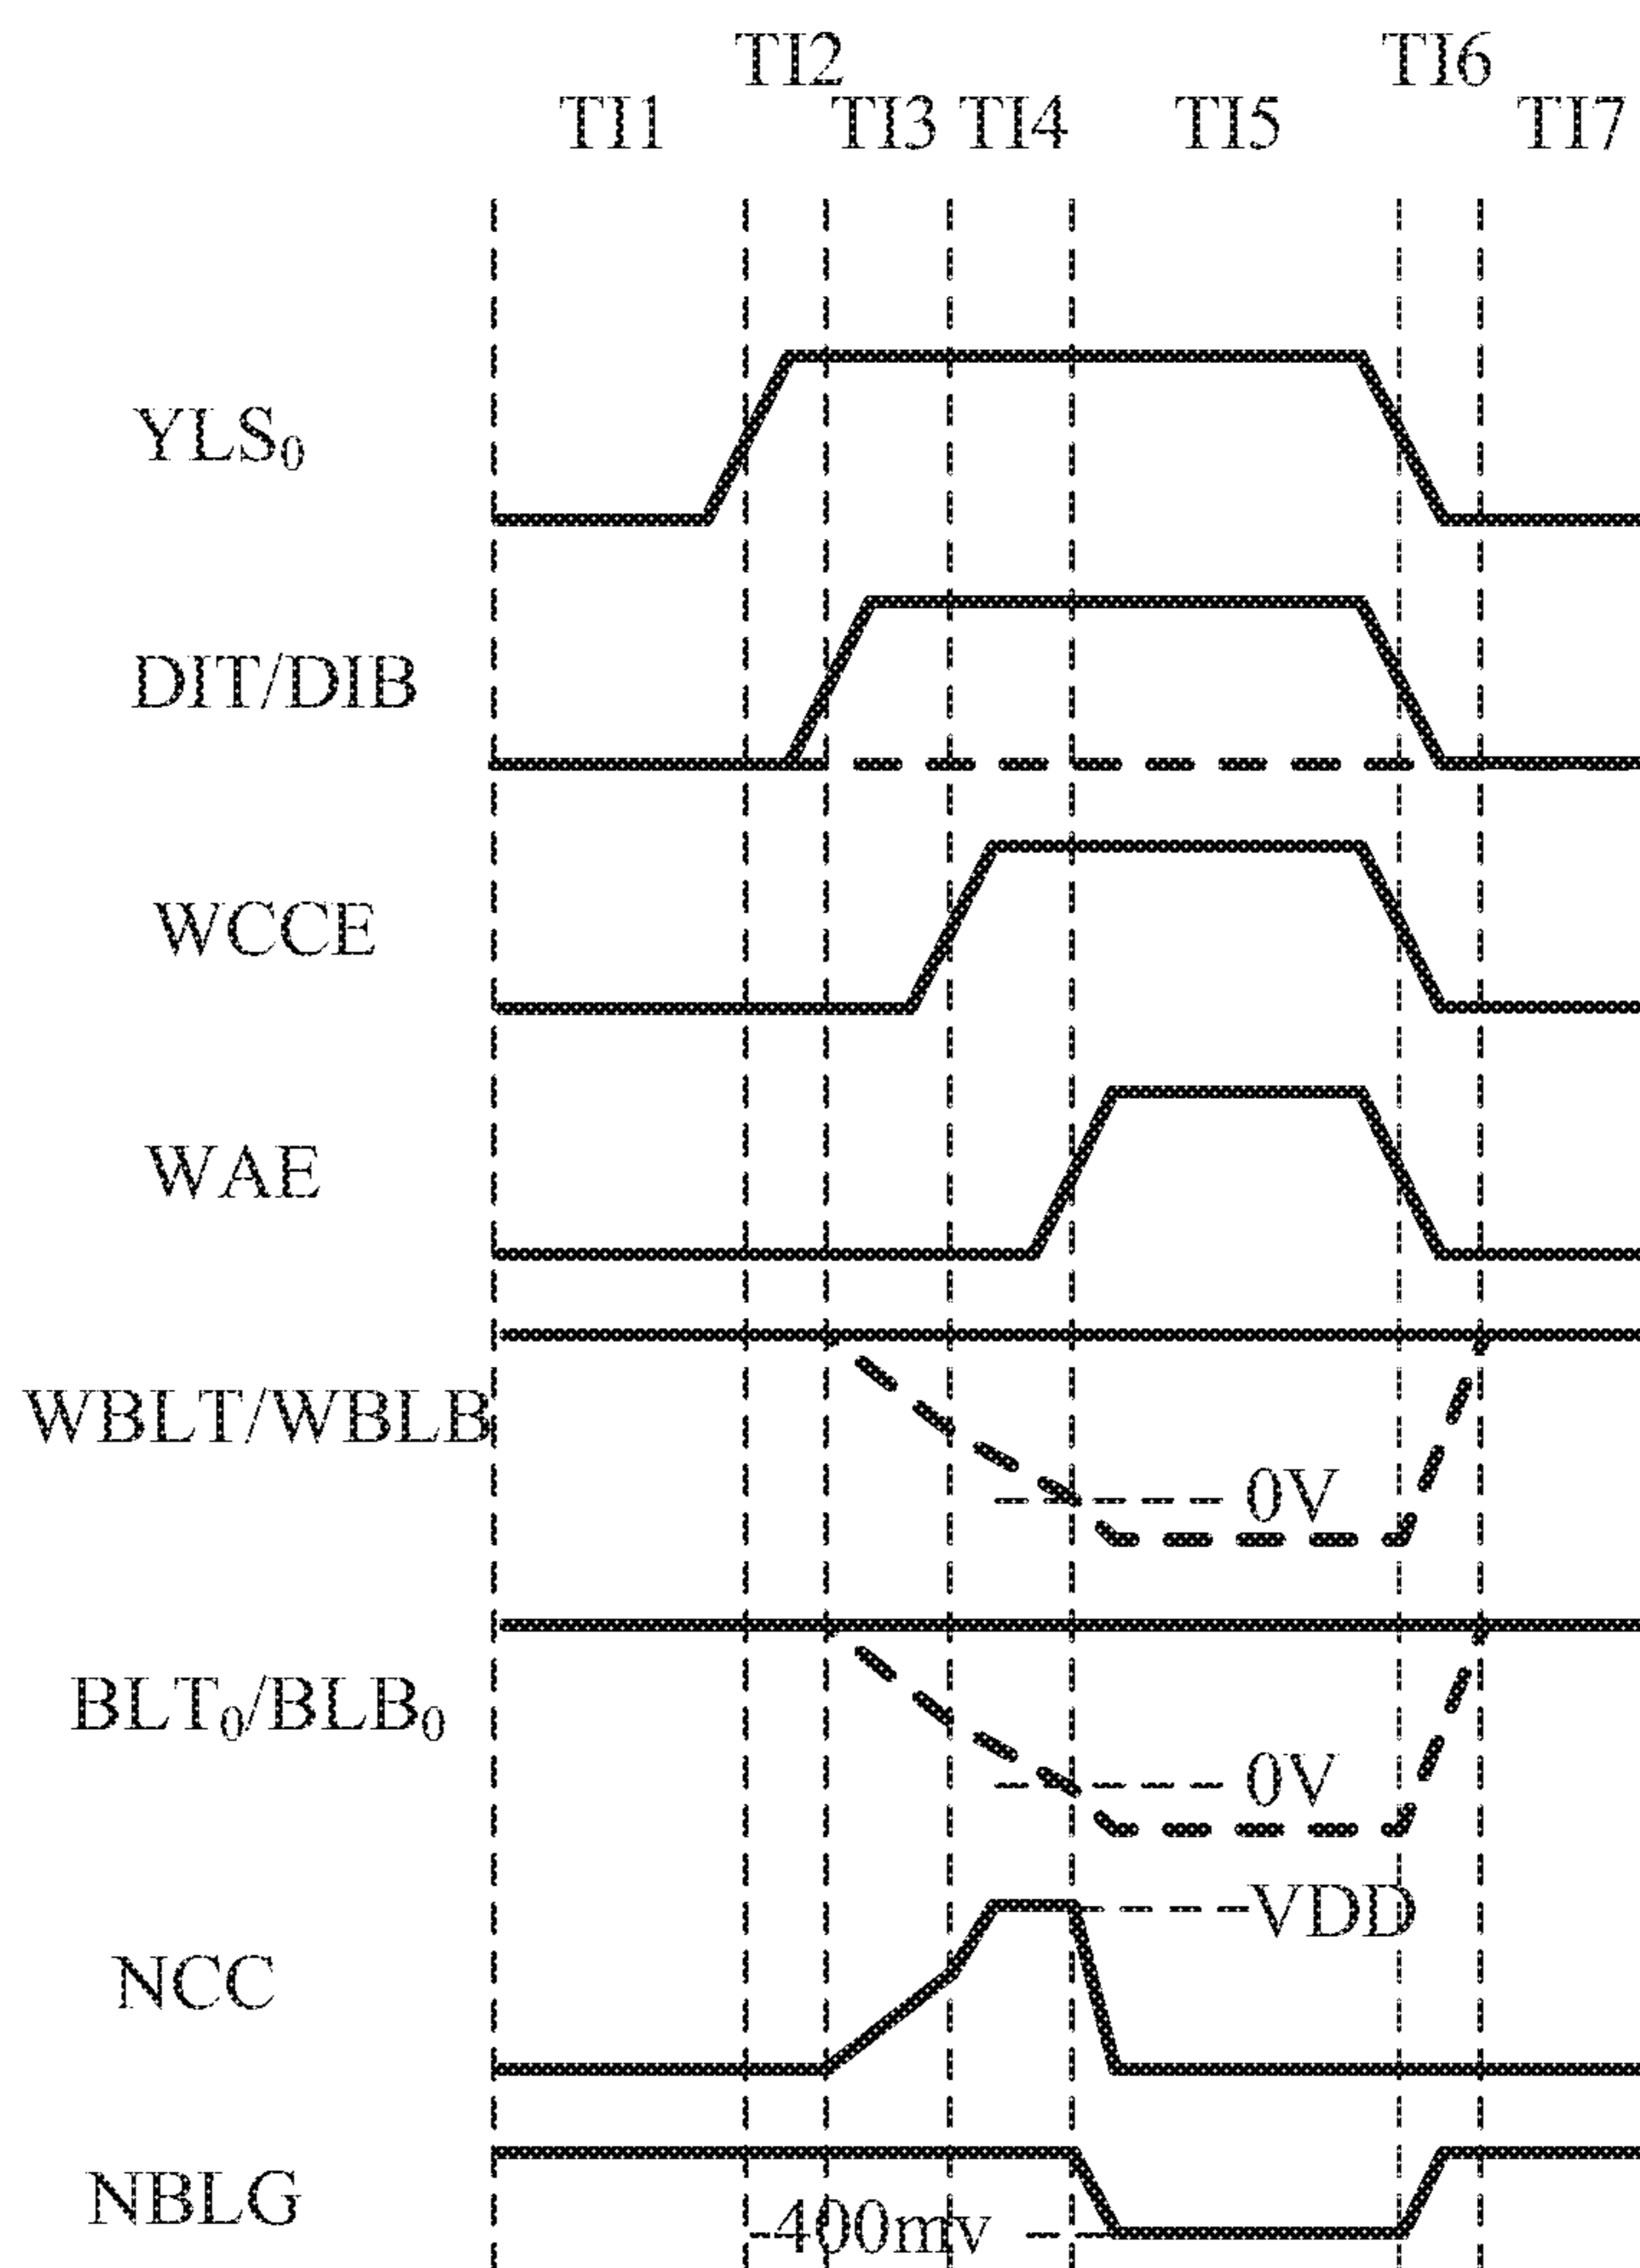 TI2 TI6
TI1 TI3 TI4 TI5 TI7
YLS₀
DIT/DIB
WCCE
WAE
WBLT/WBLB
0V
BLT₀/BLB₀
0V
VDD
NCC
NBLG
-400mv